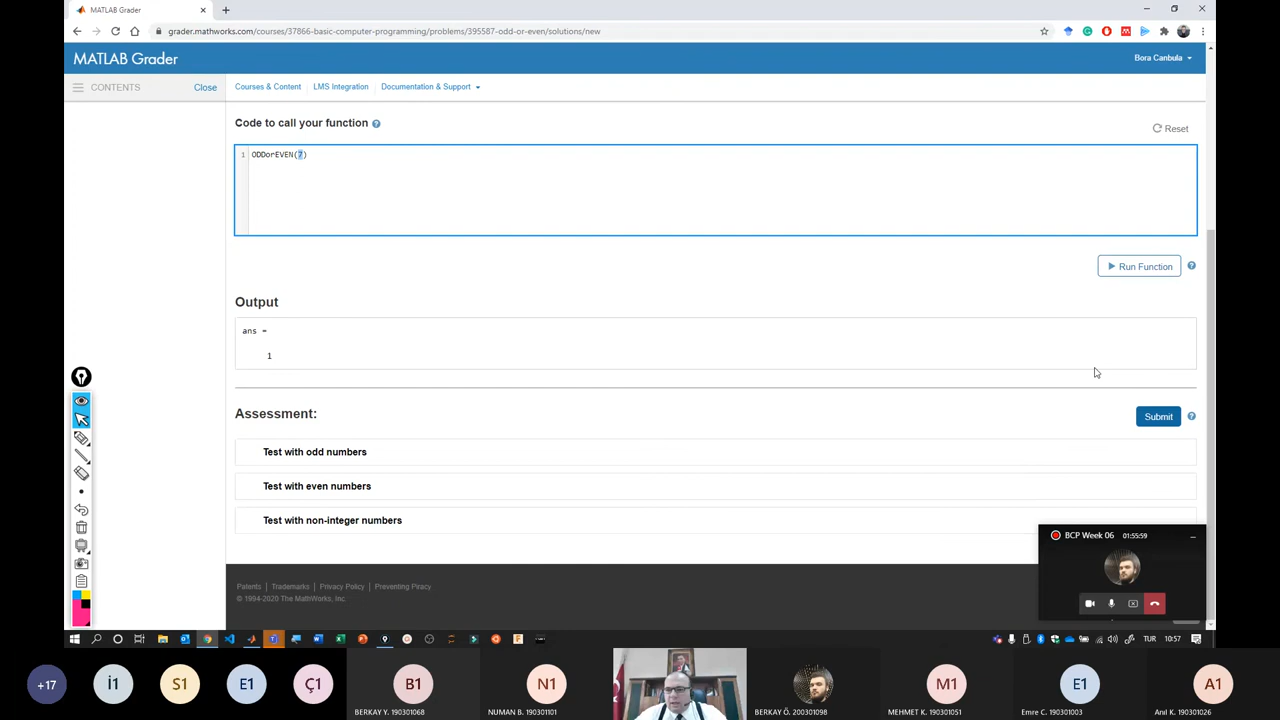 MATLAB Grader
grader.mathworks.com/courses/37866-basic-computer-programming/problems/395587-odd-or-even/solutions/new
MATLAB Grader
Bora Canbula
CONTENTS
Close
Courses & Content
LMS Integration
Documentation & Support
Code to call your function
Reset
1 ODDorEVEN(7)
Run Function
Output
ans =
1
Assessment:
Submit
Test with odd numbers
Test with even numbers
Test with non-integer numbers
BCP Week 06
01:55:59
Patents | Trademarks | Privacy Policy | Preventing Piracy
© 1994-2020 The MathWorks, Inc.
TUR
10:57
+17
İ1
S1
E1
Ç1
B1
N1
M1
E1
A1
BERKAY Y. 190301068
NUMAN B. 190301101
BERKAY Ö. 200301098
MEHMET K. 190301051
Emre C. 190301003
Anıl K. 190301026